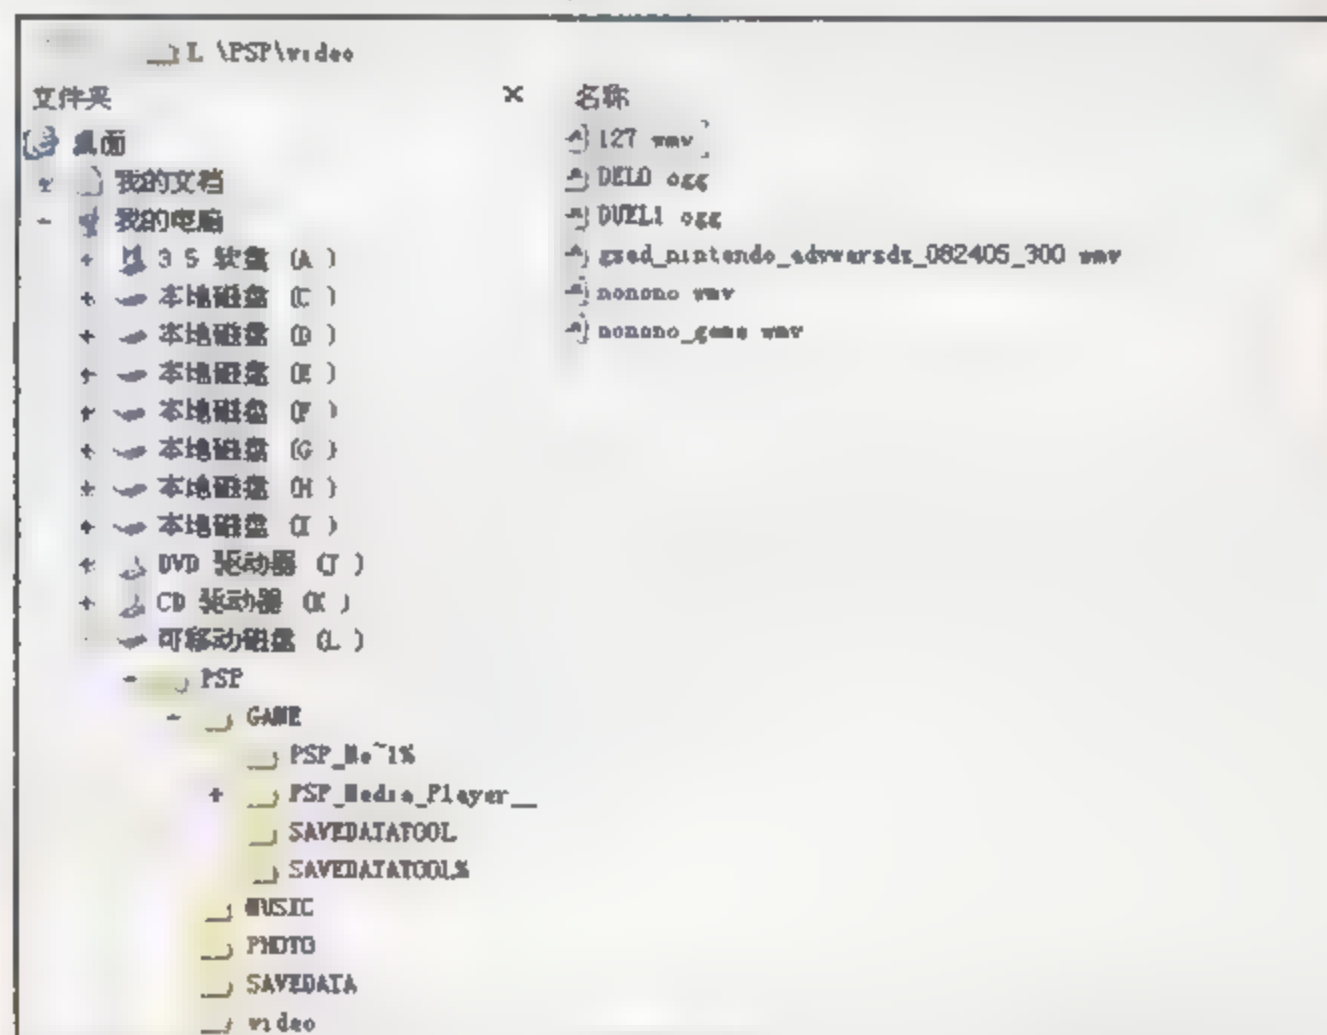 L \PSP\video
文件夹
名称
桌面
我的文档
我的电脑
3 5 软盘 (A )
本地磁盘 (C )
本地磁盘 (D )
本地磁盘 (E )
本地磁盘 (F )
本地磁盘 (G )
本地磁盘 (H )
本地磁盘 (I )
DVD 驱动器 (J )
CD 驱动器 (K )
可移动磁盘 (L )
PSP
GAME
PSP_Me~1%
PSP_Media_Player__
SAVEDATATOOL
SAVEDATATOOL%
MUSIC
PHOTO
SAVEDATA
video
127 wmv
DEL0 ogg
DUEL1 ogg
gsed_nintendo_advwarsds_082405_300 wmv
nonono wmv
nonono_game wmv